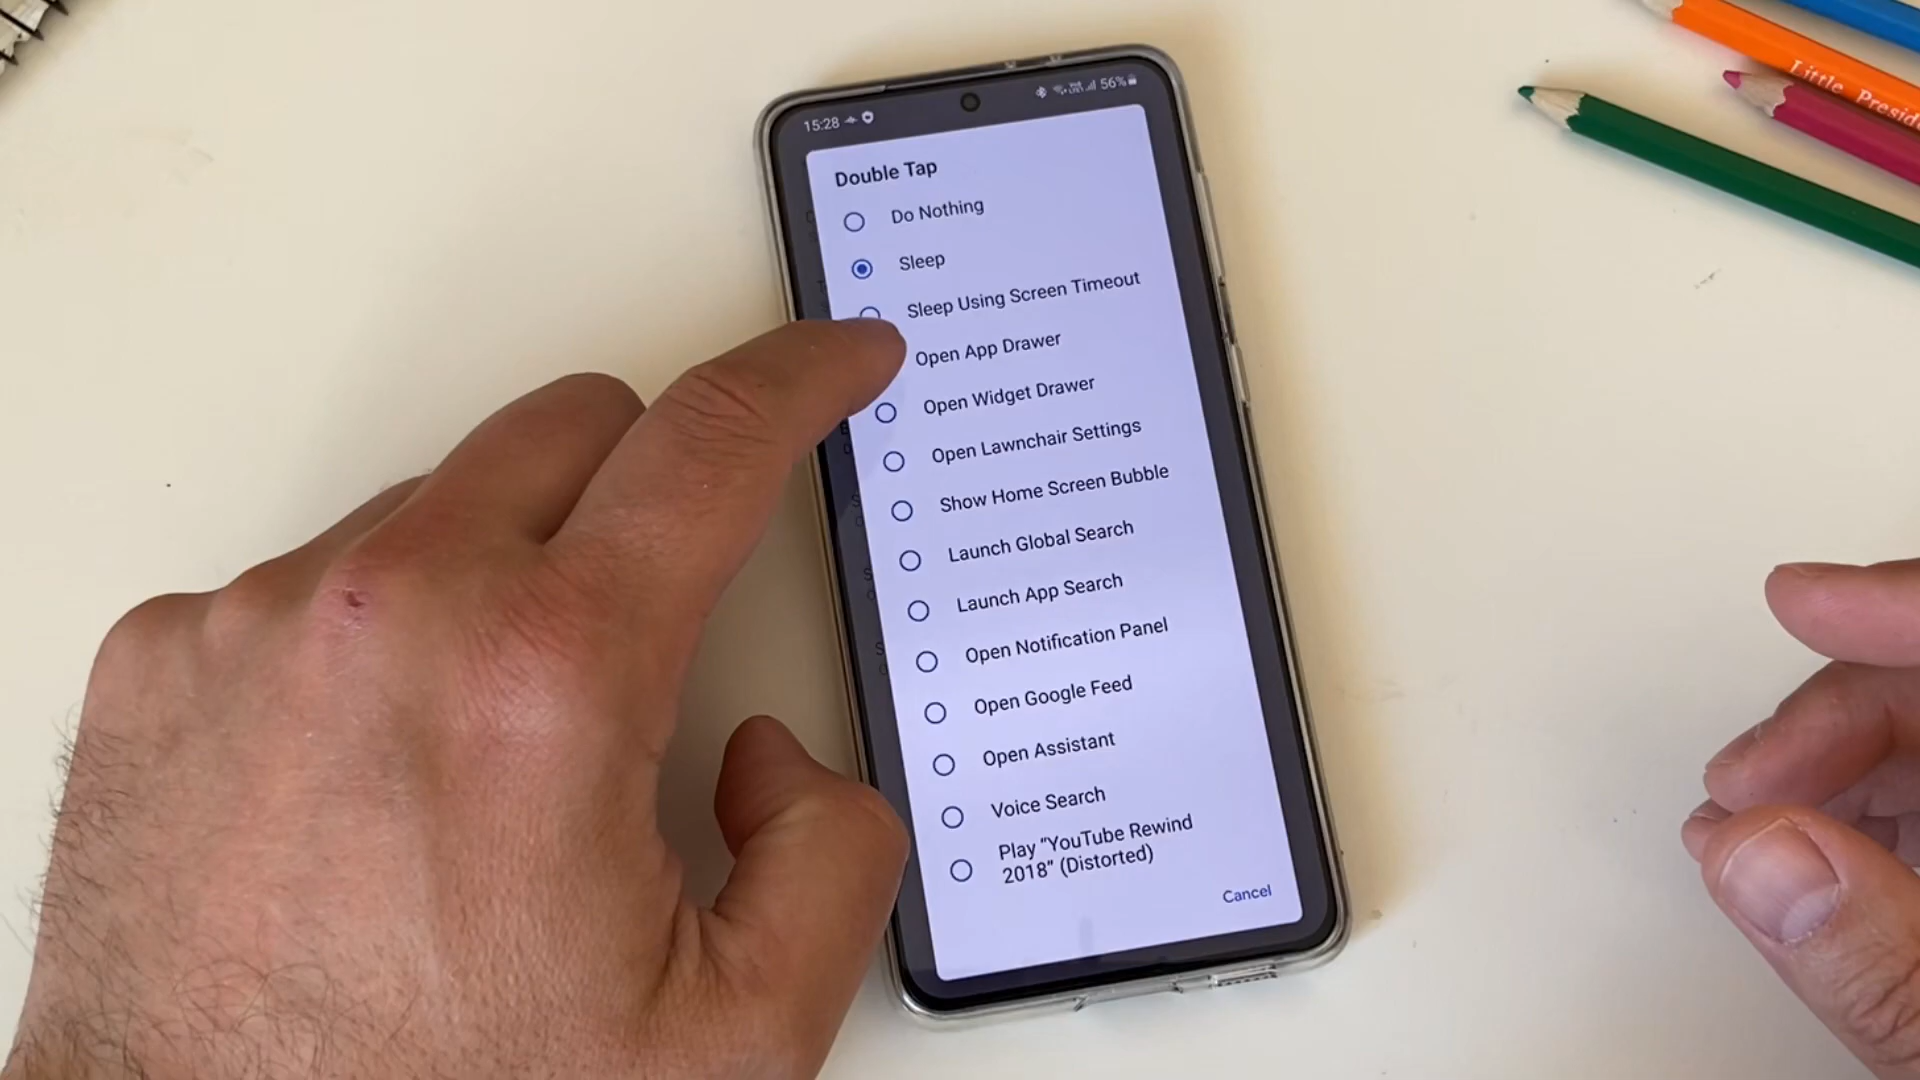 15:28
56%
Double Tap
Do Nothing
Sleep
Sleep Using Screen Timeout
Open App Drawer
Open Widget Drawer
Open Lawnchair Settings
Show Home Screen Bubble
Launch Global Search
Launch App Search
Open Notification Panel
Open Google Feed
Open Assistant
Voice Search
Play "YouTube Rewind
2018" (Distorted)
Cancel
Little